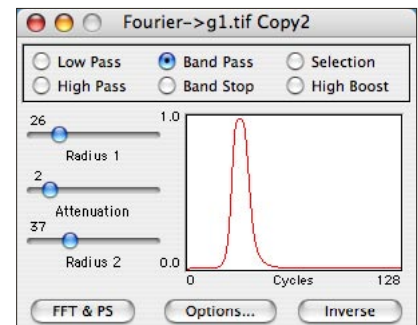 Fourier->g1.tif Copy2
Low Pass Band Pass Selection
High Pass Band Stop High Boost
26
Radius 1
2
Attenuation
37
Radius 2
1.0
0.0
0 Cycles 128
FFT & PS Options... Inverse